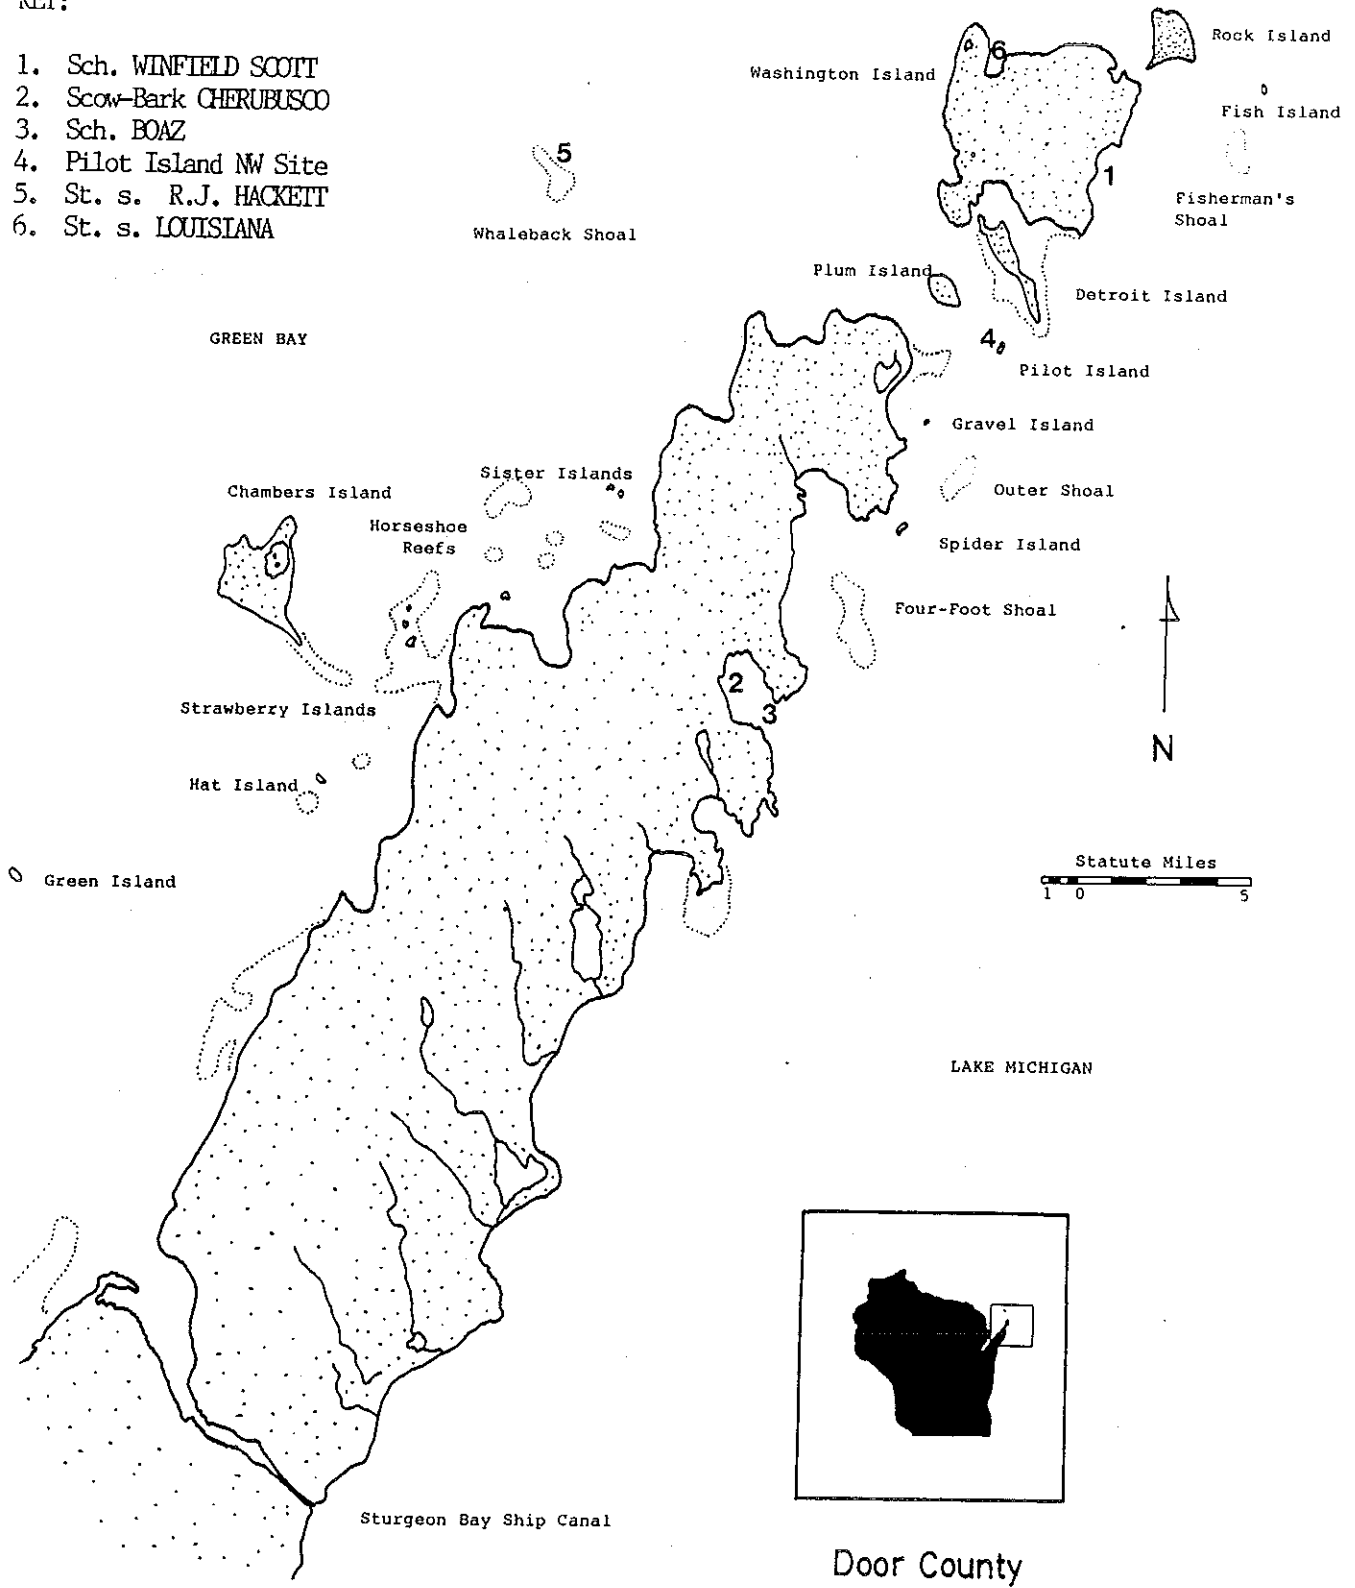 KEY:
1. Sch. WINFIELD SCOTT
2. Scow-Bark CHERUBUSCO
3. Sch. BOAZ
4. Pilot Island NW Site
5. St. s. R.J. HACKETT
6. St. s. LOUISIANA
Rock Island
Washington Island
6
Fish Island
5
1
Fisherman's
Shoal
Whaleback Shoal
Plum Island
Detroit Island
GREEN BAY
4
Pilot Island
Gravel Island
Sister Islands
Chambers Island
Outer Shoal
Horseshoe
Reefs
Spider Island
Four-Foot Shoal
2
Strawberry Islands
3
N
Hat Island
Statute Miles
Green Island
1 0 5
LAKE MICHIGAN
Sturgeon Bay Ship Canal
Door County